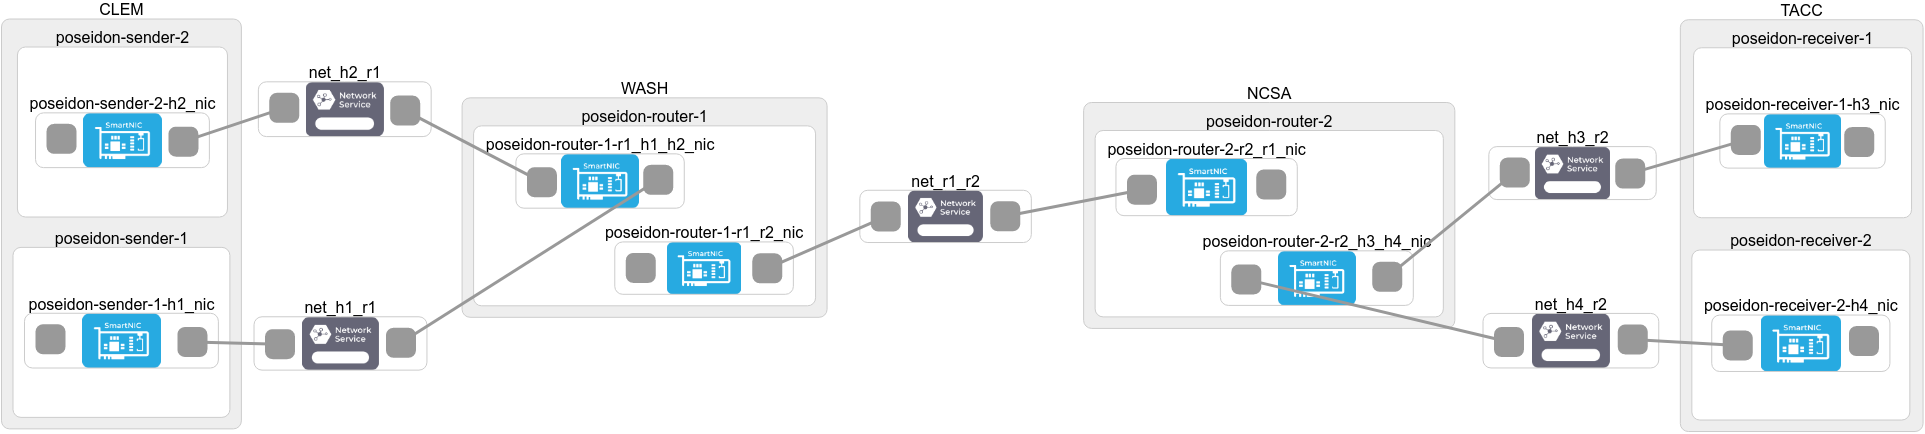 CLEM
poseidon-sender-2
poseidon-sender-2-h2_nic
SmartNIC
poseidon-sender-1
poseidon-sender-1-h1_nic
SmartNIC
net_h2_r1
Network
Service
net_h1_r1
Network
Service
WASH
poseidon-router-1
poseidon-router-1-r1_h1_h2_nic
SmartNIC
poseidon-router-1-r1_r2_nic
SmartNIC
net_r1_r2
Network
Service
NCSA
poseidon-router-2
poseidon-router-2-r2_r1_nic
SmartNIC
poseidon-router-2-r2_h3_h4_nic
SmartNIC
net_h3_r2
Network
Service
net_h4_r2
Network
Service
TACC
poseidon-receiver-1
poseidon-receiver-1-h3_nic
SmartNIC
poseidon-receiver-2
poseidon-receiver-2-h4_nic
SmartNIC